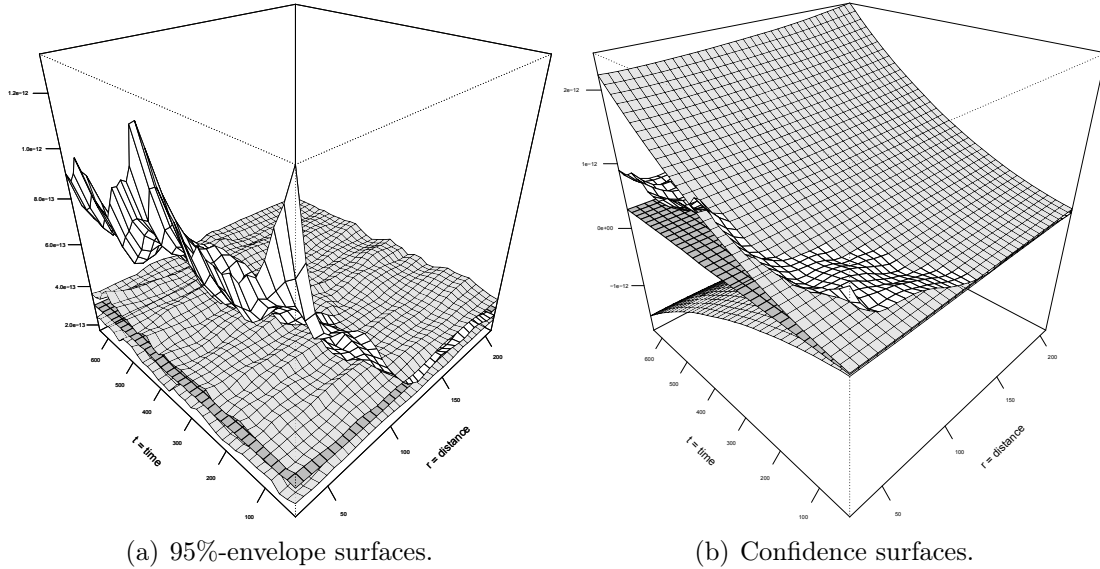 1.2e−12
1.0e−12
8.0e−13
6.0e−13
4.0e−13
2.0e−13
600
500
400
300
200
100
t = time
50
100
150
200
r = distance
2e−12
1e−12
0e+00
−1e−12
600
500
400
300
200
100
t = time
50
100
150
200
r = distance
(a) 95%-envelope surfaces.
(b) Confidence surfaces.